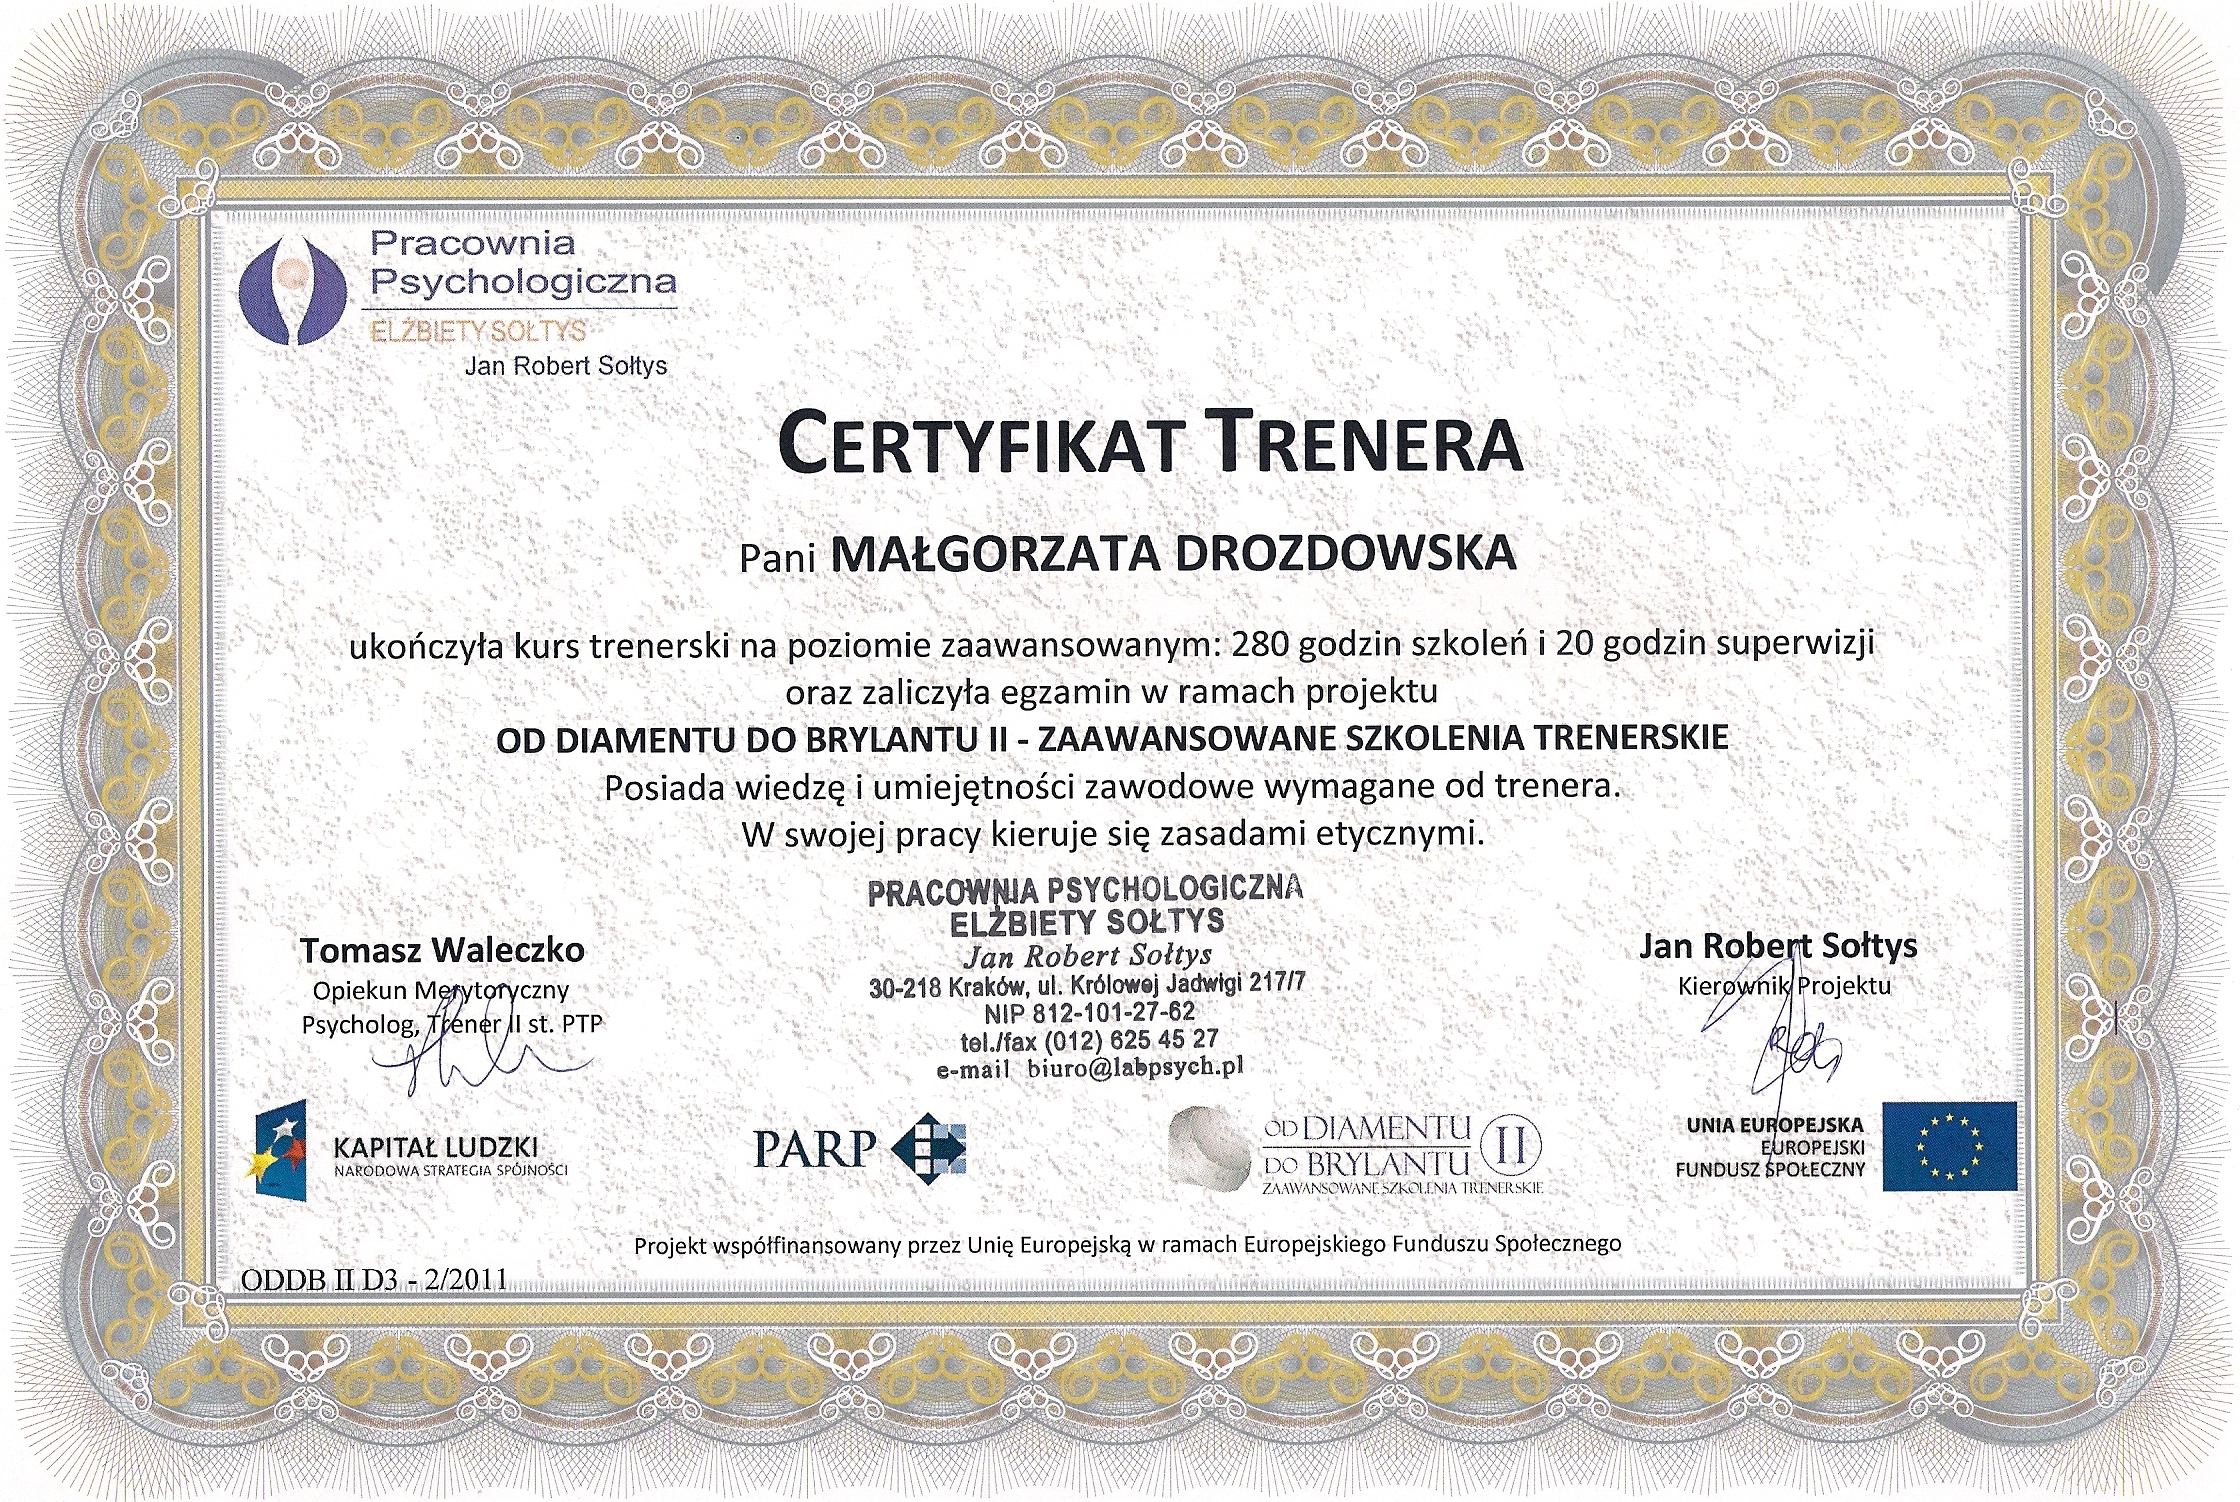 Pracownia
Psychologiczna
ELŻBIETY SOŁTYS
Jan Robert Sołtys
CERTYFIKAT TRENERA
Pani MAŁGORZATA DROZDOWSKA
ukończyła kurs trenerski na poziomie zaawansowanym: 280 godzin szkoleń i 20 godzin superwizji
oraz zaliczyła egzamin w ramach projektu
OD DIAMENTU DO BRYLANTU II - ZAAWANSOWANE SZKOLENIA TRENERSKIE
Posiada wiedzę i umiejętności zawodowe wymagane od trenera.
W swojej pracy kieruje się zasadami etycznymi.
PRACOWNIA PSYCHOLOGICZNA
ELŻBIETY SOŁTYS
Jan Robert Sołtys
30-218 Kraków, ul. Królowej Jadwigi 217/7
NIP 812-101-27-62
tel./fax (012) 625 45 27
e-mail biuro@labpsych.pl
Tomasz Waleczko
Opiekun Merytoryczny
Psycholog, Trener II st. PTP
Jan Robert Sołtys
Kierownik Projektu
KAPITAŁ LUDZKI
NARODOWA STRATEGIA SPÓJNOŚCI
PARP
OD DIAMENTU
DO BRYLANTU II
ZAAWANSOWANE SZKOLENIA TRENERSKIE
UNIA EUROPEJSKA
EUROPEJSKI
FUNDUSZ SPOŁECZNY
Projekt współfinansowany przez Unię Europejską w ramach Europejskiego Funduszu Społecznego
ODDB II D3 - 2/2011